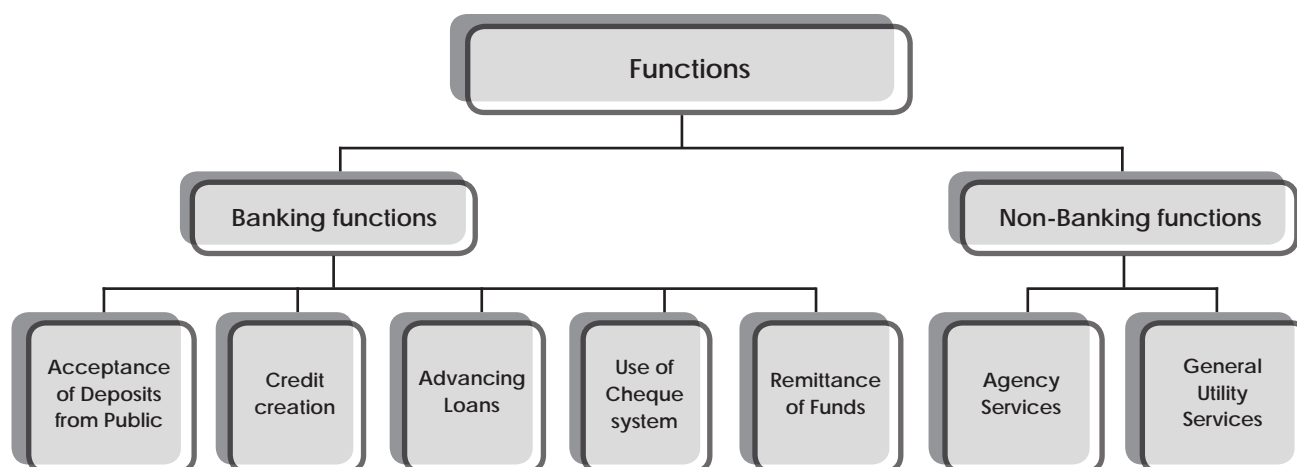 Functions
Banking functions
Non-Banking functions
Acceptance
of Deposits
from Public
Credit
creation
Advancing
Loans
Use of
Cheque
system
Remittance
of Funds
Agency
Services
General
Utility
Services